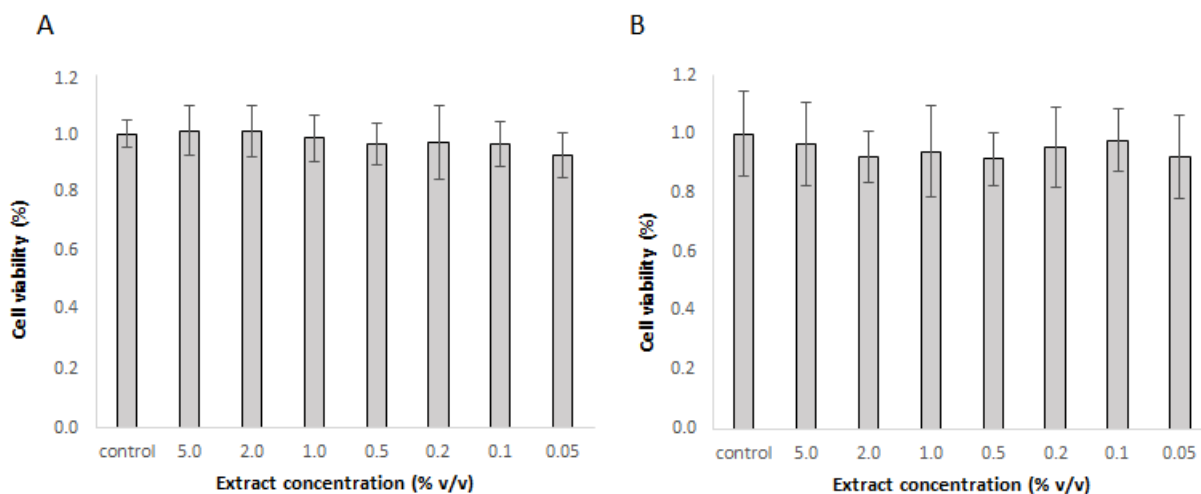 A
1.2
1.0
0.8
0.6
0.4
0.2
0.0
Cell viability (%)
control 5.0 2.0 1.0 0.5 0.2 0.1 0.05
Extract concentration (% v/v)
B
1.2
1.0
0.8
0.6
0.4
0.2
0.0
Cell viability (%)
control 5.0 2.0 1.0 0.5 0.2 0.1 0.05
Extract concentration (% v/v)